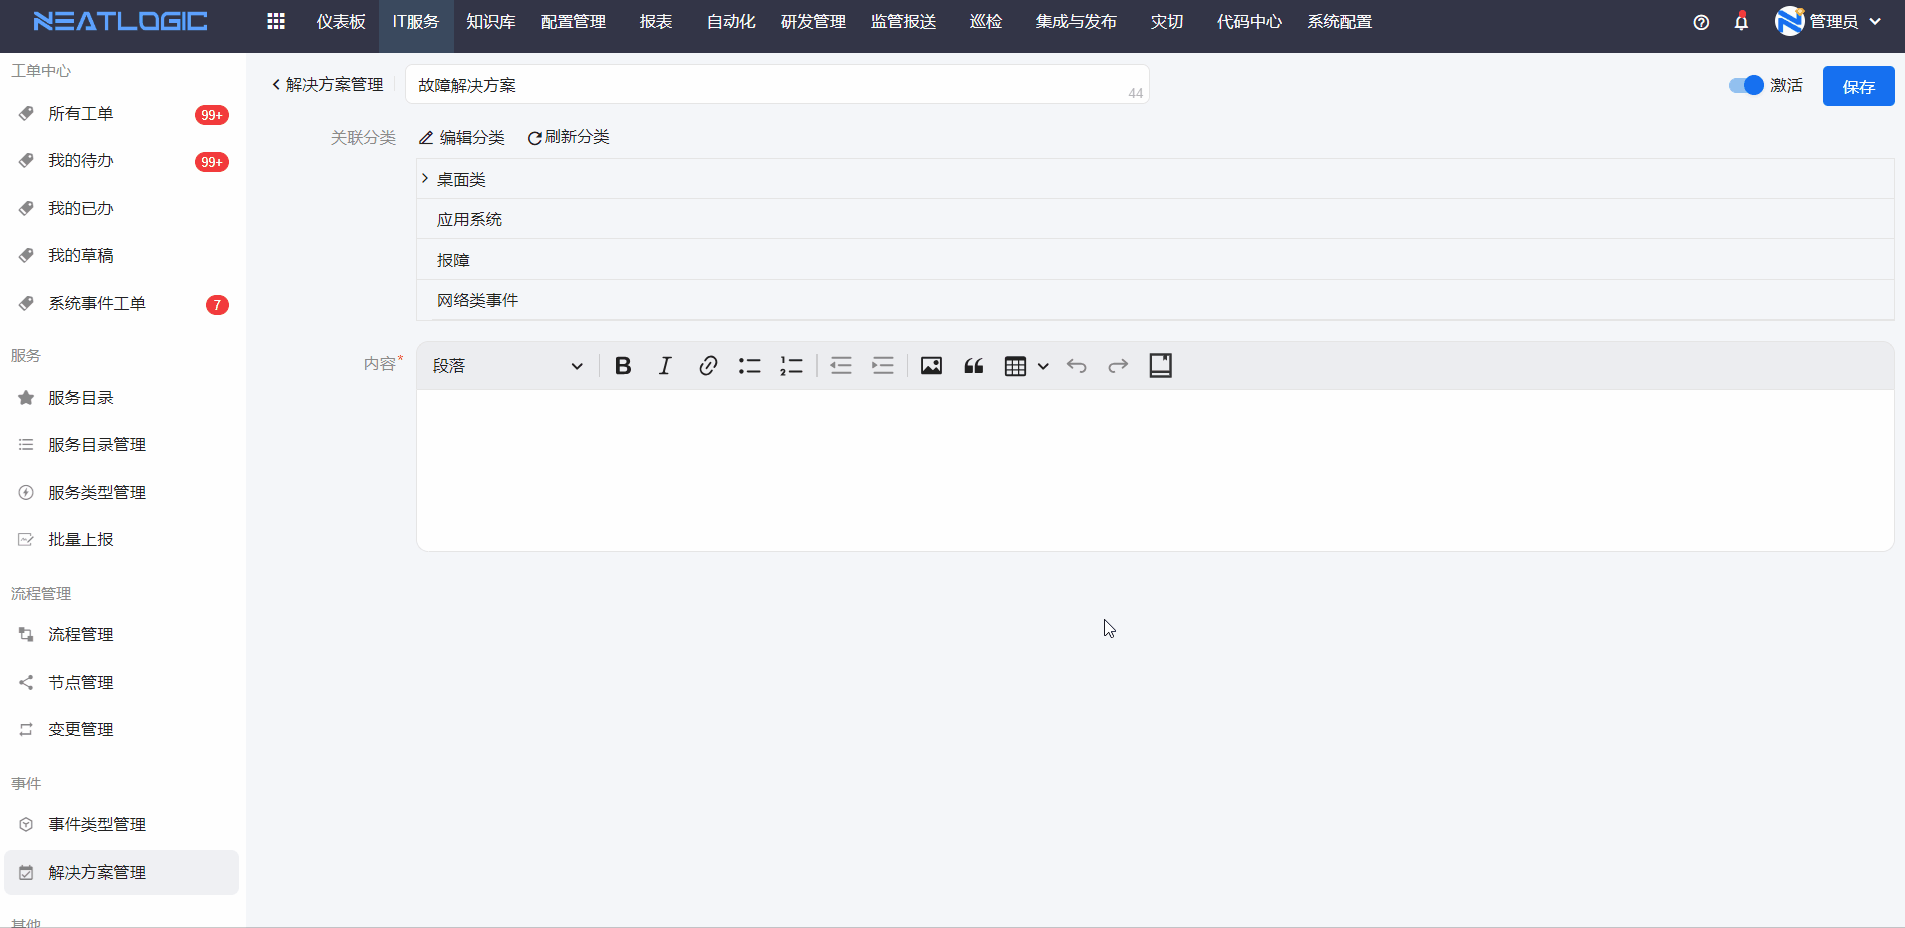 NEATLOGIC
仪表板 IT服务 知识库 配置管理 报表 自动化 研发管理 监管报送 巡检 集成与发布 灾切 代码中心 系统配置 管理员
工单中心
所有工单 99+
我的待办 99+
我的已办
我的草稿
系统事件工单 7
服务
服务目录
服务目录管理
服务类型管理
批量上报
流程管理
流程管理
节点管理
变更管理
事件
事件类型管理
解决方案管理
其他
解决方案管理 故障解决方案 44 激活 保存
关联分类 编辑分类 刷新分类
桌面类
应用系统
报障
网络类事件
内容* 段落